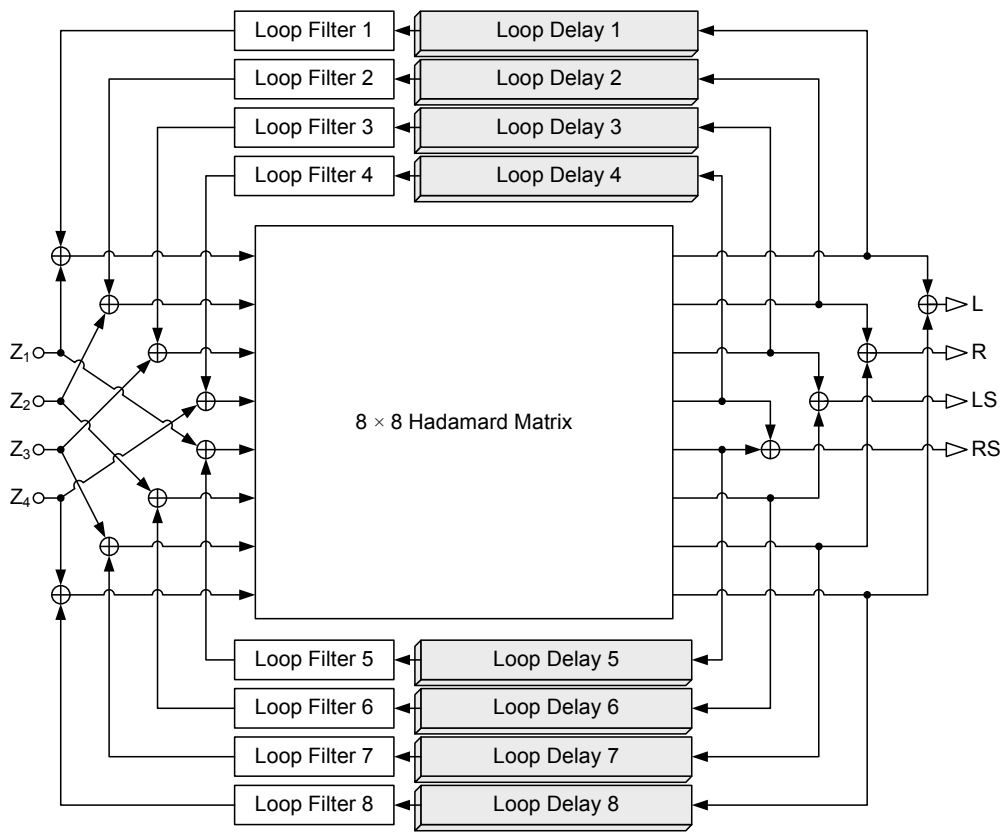 Loop Filter 1 Loop Delay 1
Loop Filter 2 Loop Delay 2
Loop Filter 3 Loop Delay 3
Loop Filter 4 Loop Delay 4
Z1
Z2
Z3
Z4
8 × 8 Hadamard Matrix
L
R
LS
RS
Loop Filter 5 Loop Delay 5
Loop Filter 6 Loop Delay 6
Loop Filter 7 Loop Delay 7
Loop Filter 8 Loop Delay 8